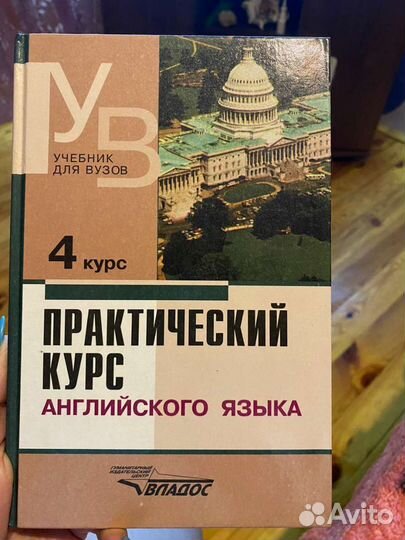 УВ
УЧЕБНИК
ДЛЯ ВУЗОВ
4 курс
ПРАКТИЧЕСКИЙ
КУРС
АНГЛИЙСКОГО ЯЗЫКА
ГУМАНИТАРНЫЙ
ИЗДАТЕЛЬСКИЙ
ЦЕНТР
ВЛАДОС
Avito